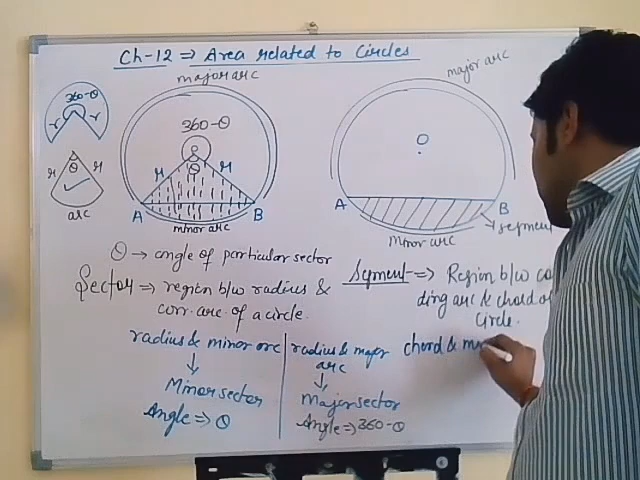 Ch-12 ⇒ Area related to Circles
major arc
major arc
360-θ
r r
θ
r r
arc
360-θ
θ
r r
A B
minor arc
O
A B
minor arc
segment
θ → angle of particular sector
Sector ⇒ region b/w radius &
corr. arc of a circle.
Segment ⇒ Region b/w co
ding arc & chord o
circle.
radius & minor arc
↓
Minor sector
Angle ⇒ θ
radius & major
arc
↓
Major sector
Angle ⇒ 360-θ
chord & m